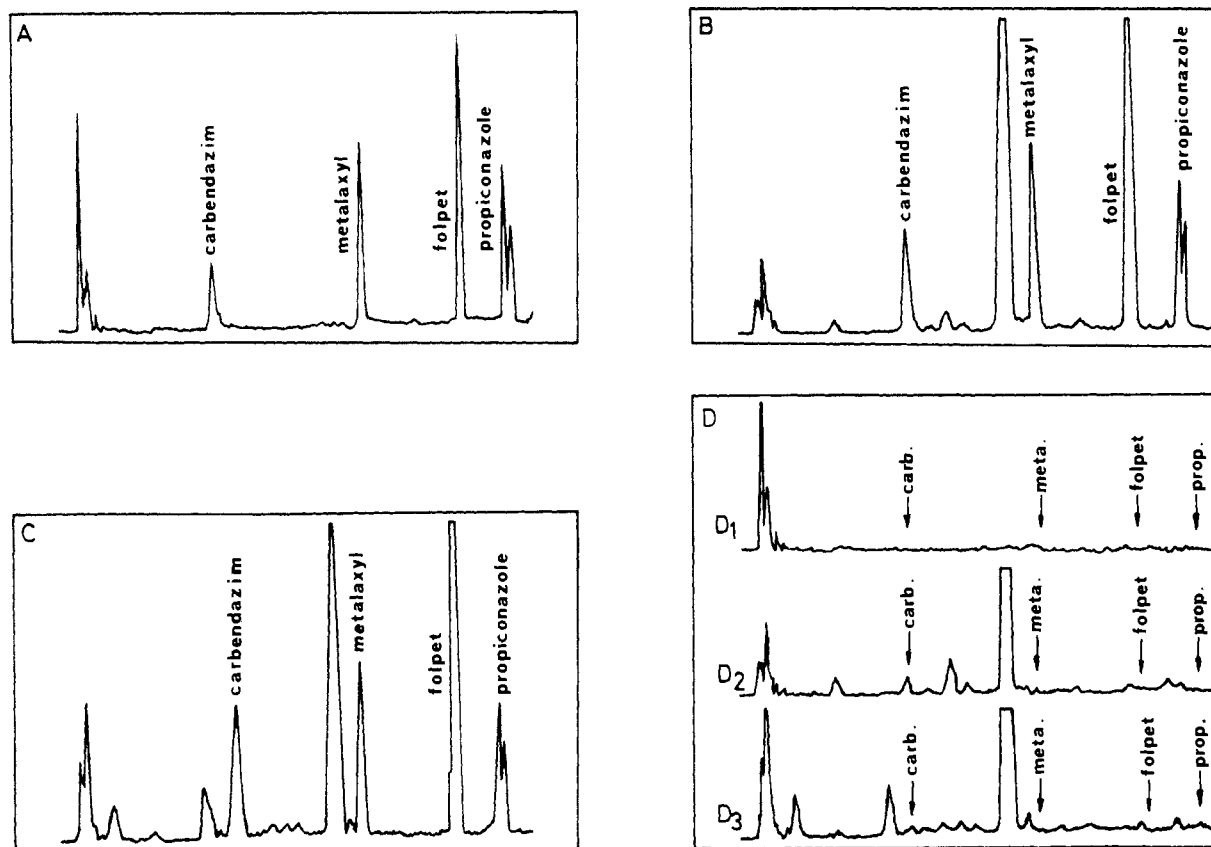 A
carbendazim
metalaxyl
folpet
propiconazole
B
carbendazim
metalaxyl
folpet
propiconazole
C
carbendazim
metalaxyl
folpet
propiconazole
D
D1
carb.
meta.
folpet
prop.
D2
carb.
meta.
folpet
prop.
D3
carb.
meta.
folpet
prop.